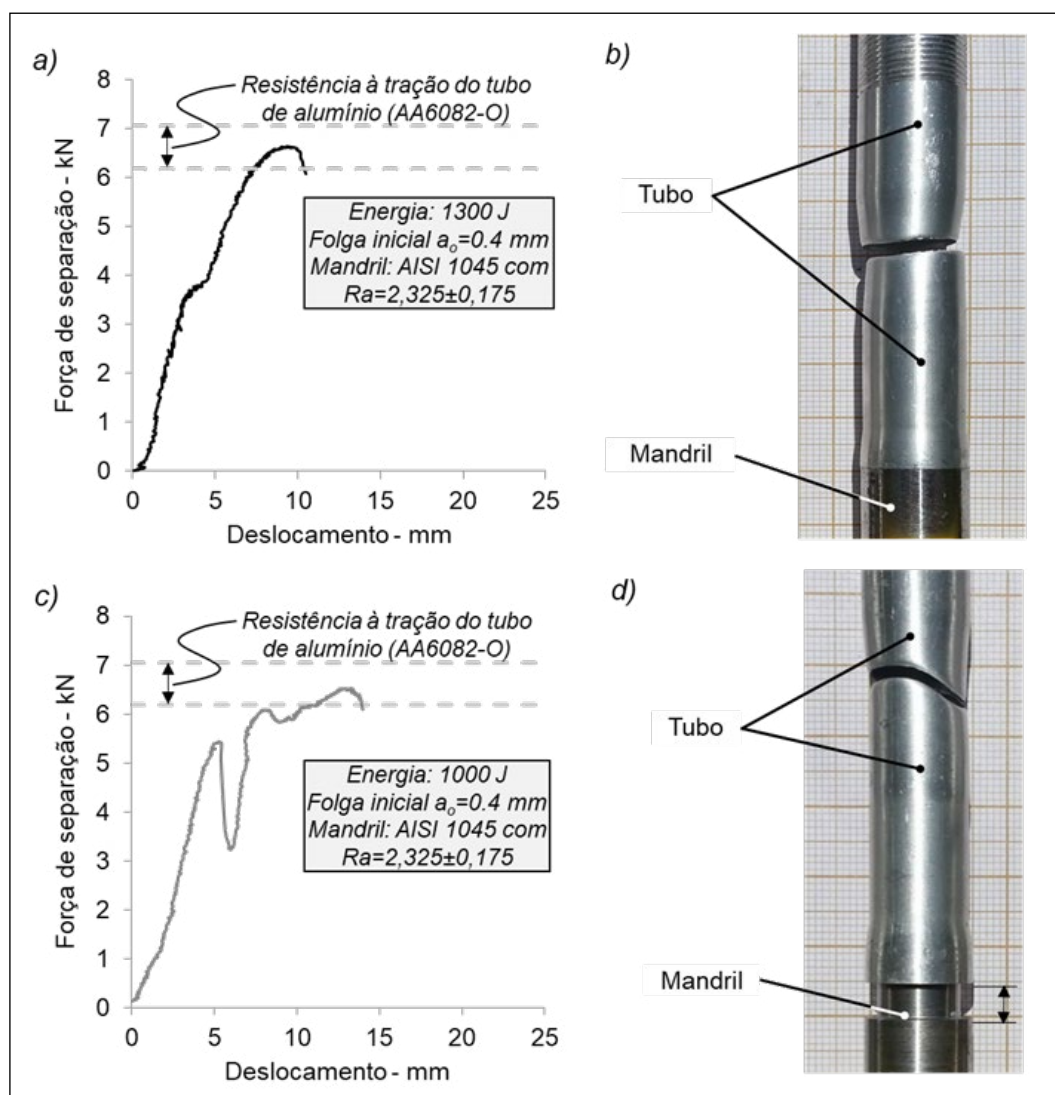 a)
Resistência à tração do tubo
de alumínio (AA6082-O)
Força de separação - kN
8
7
6
5
4
3
2
1
0
Energia: 1300 J
Folga inicial aₒ=0.4 mm
Mandril: AISI 1045 com
Ra=2,325±0,175
0 5 10 15 20 25
Deslocamento - mm
b)
Tubo
Mandril
c)
Resistência à tração do tubo
de alumínio (AA6082-O)
Força de separação - kN
8
7
6
5
4
3
2
1
0
Energia: 1000 J
Folga inicial aₒ=0.4 mm
Mandril: AISI 1045 com
Ra=2,325±0,175
0 5 10 15 20 25
Deslocamento - mm
d)
Tubo
Mandril